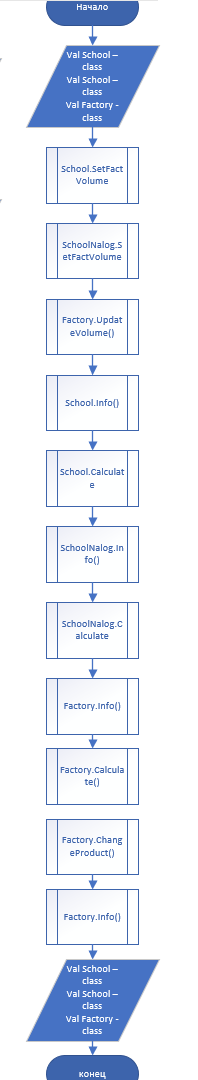 Начало
Val School –
class
Val School –
class
Val Factory -
class
School.SetFact
Volume
SchoolNalog.S
etFactVolume
Factory.Updat
eVolume()
School.Info()
School.Calculat
e
SchoolNalog.In
fo()
SchoolNalog.C
alculate
Factory.Info()
Factory.Calcula
te()
Factory.Chang
eProduct()
Factory.Info()
Val School –
class
Val School –
class
Val Factory -
class
конец